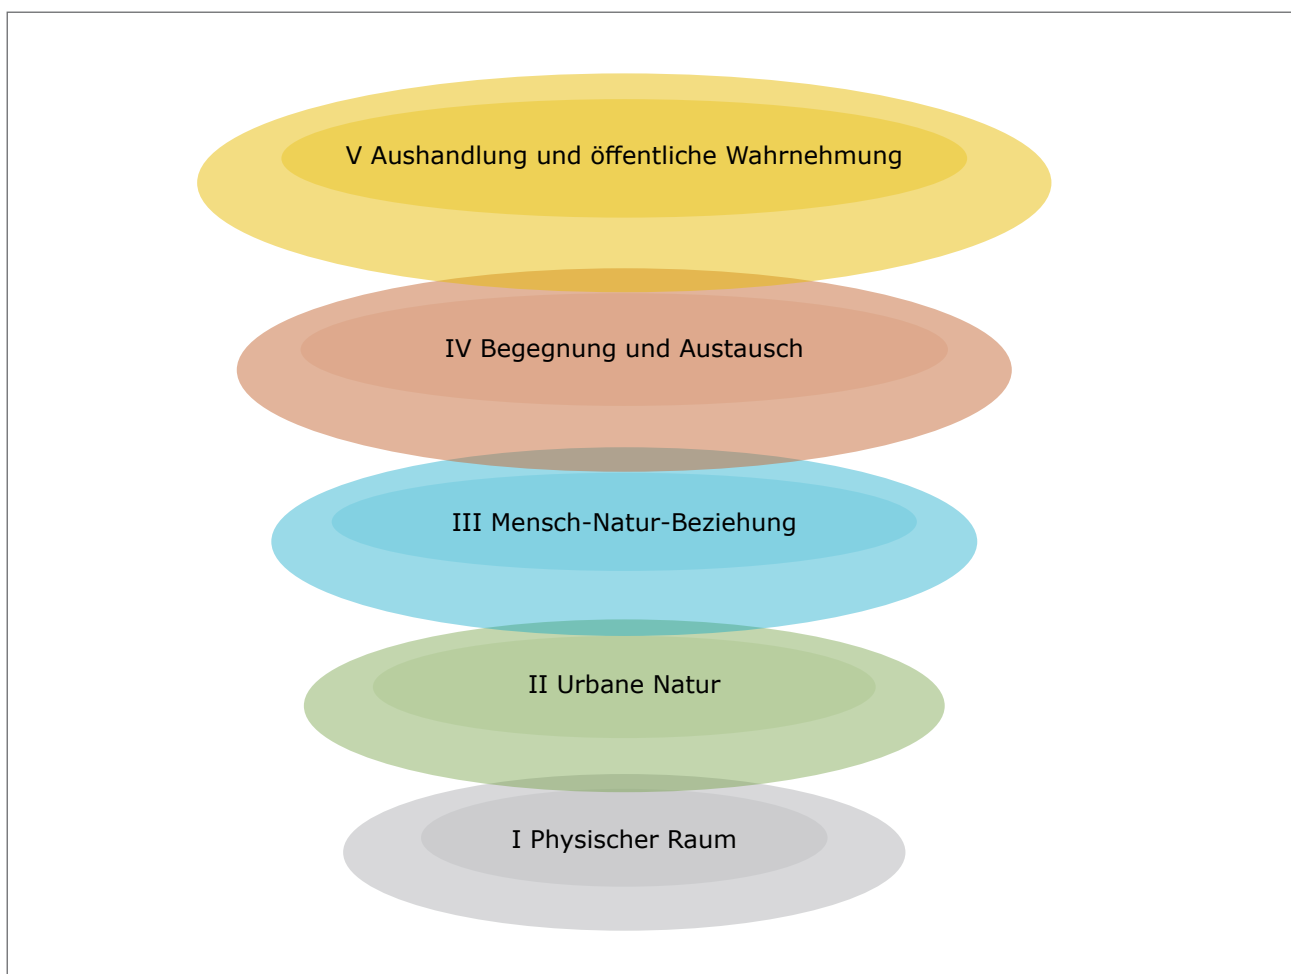 V Aushandlung und öffentliche Wahrnehmung
IV Begegnung und Austausch
III Mensch-Natur-Beziehung
II Urbane Natur
I Physischer Raum